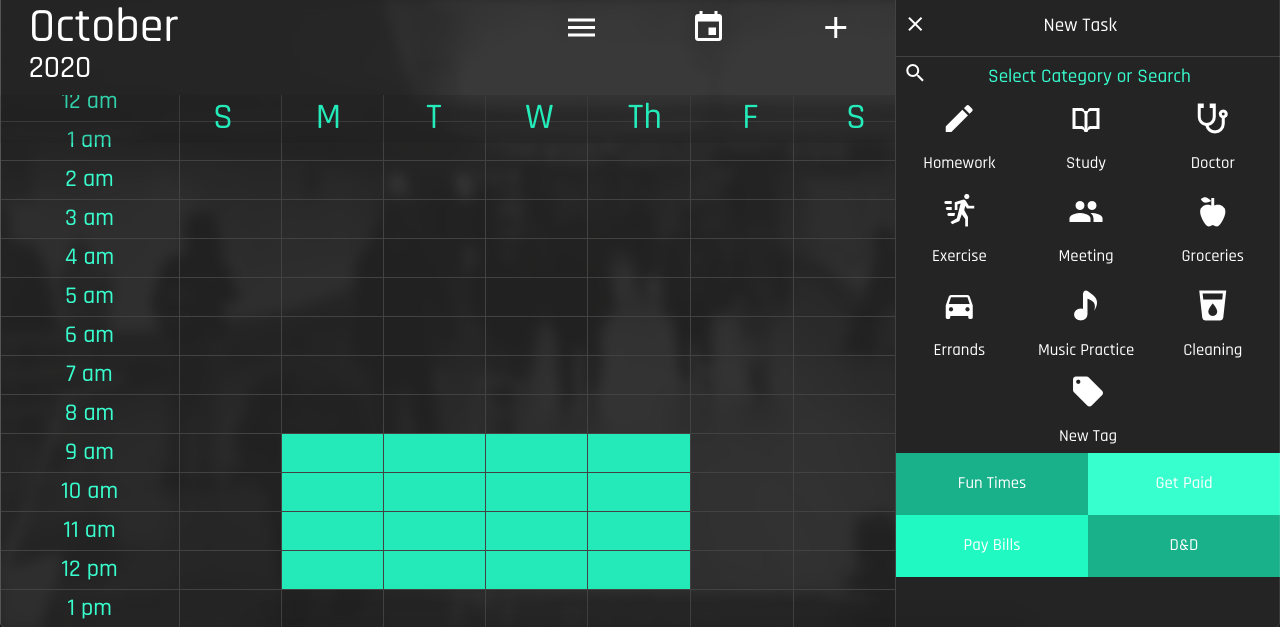 October
2020
S M T W Th F S
12 am
1 am
2 am
3 am
4 am
5 am
6 am
7 am
8 am
9 am
10 am
11 am
12 pm
1 pm
New Task
Select Category or Search
Homework Study Doctor
Exercise Meeting Groceries
Errands Music Practice Cleaning
New Tag
Fun Times Get Paid
Pay Bills D&D